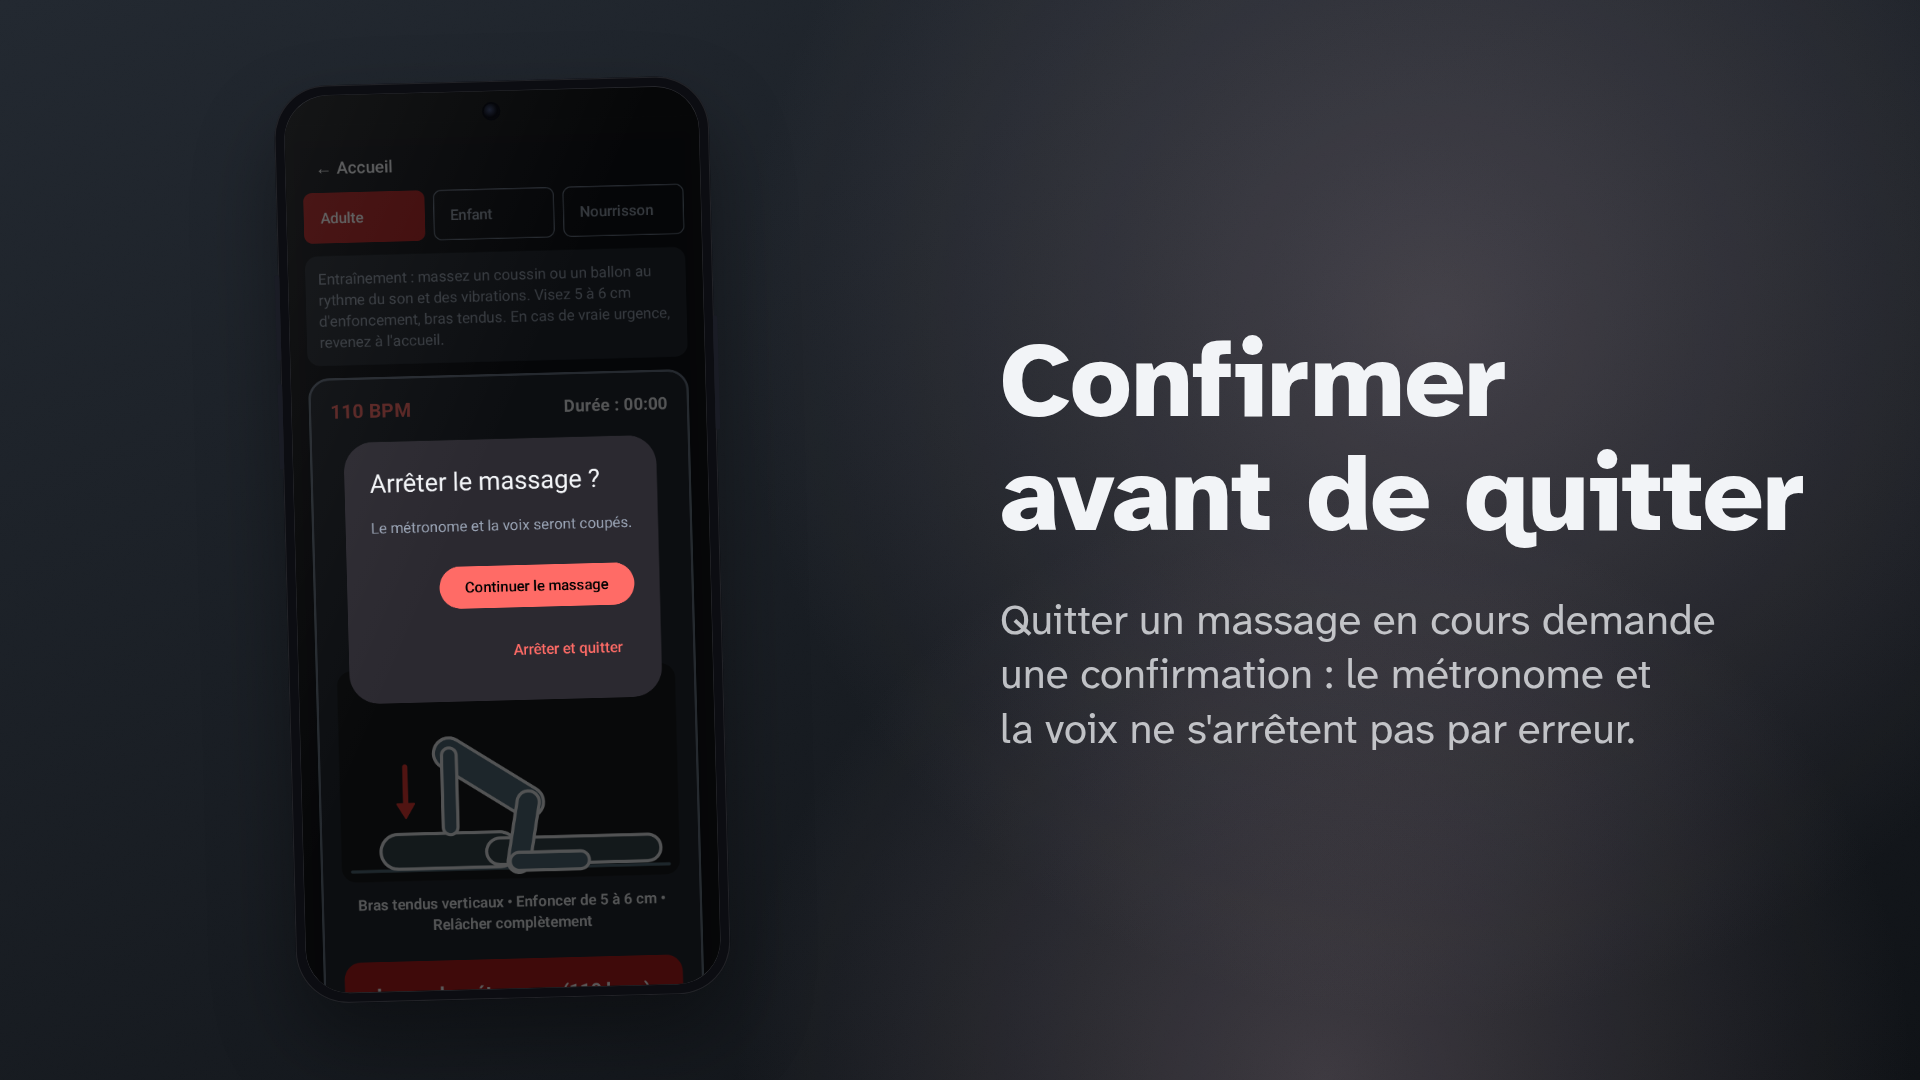 ← Accueil
Adulte
Enfant
Nourrisson
Entraînement : massez un coussin ou un ballon au
rythme du son et des vibrations. Visez 5 à 6 cm
d'enfoncement, bras tendus. En cas de vraie urgence,
revenez à l'accueil.
110 BPM
Durée : 00:00
Arrêter le massage ?
Le métronome et la voix seront coupés.
Continuer le massage
Arrêter et quitter
Bras tendus verticaux • Enfoncer de 5 à 6 cm •
Relâcher complètement
Confirmer
avant de quitter
Quitter un massage en cours demande
une confirmation : le métronome et
la voix ne s'arrêtent pas par erreur.